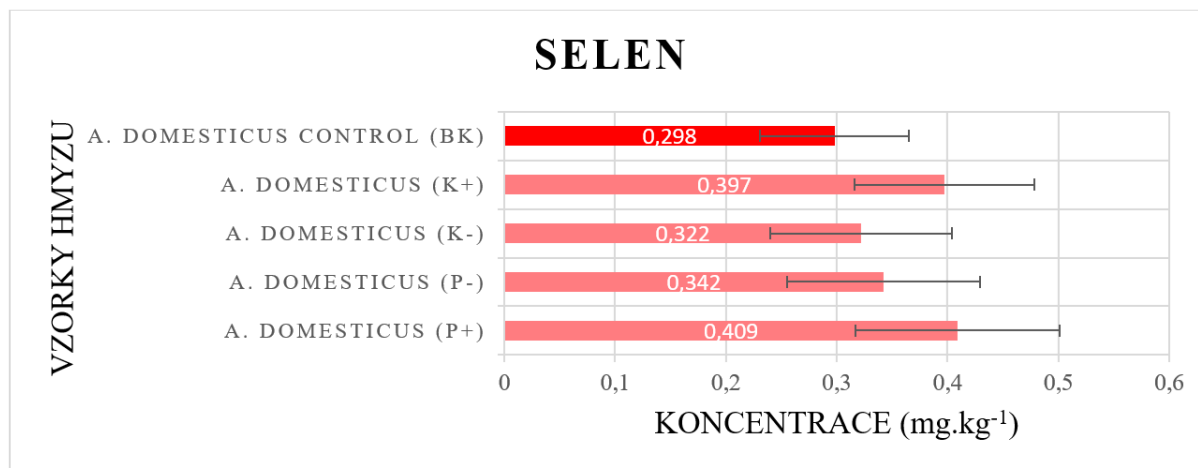 SELEN
VZORKY HMYZU
A. DOMESTICUS CONTROL (BK)
0,298
A. DOMESTICUS (K+)
0,397
A. DOMESTICUS (K-)
0,322
A. DOMESTICUS (P-)
0,342
A. DOMESTICUS (P+)
0,409
0 0,1 0,2 0,3 0,4 0,5 0,6
KONCENTRACE (mg.kg⁻¹)